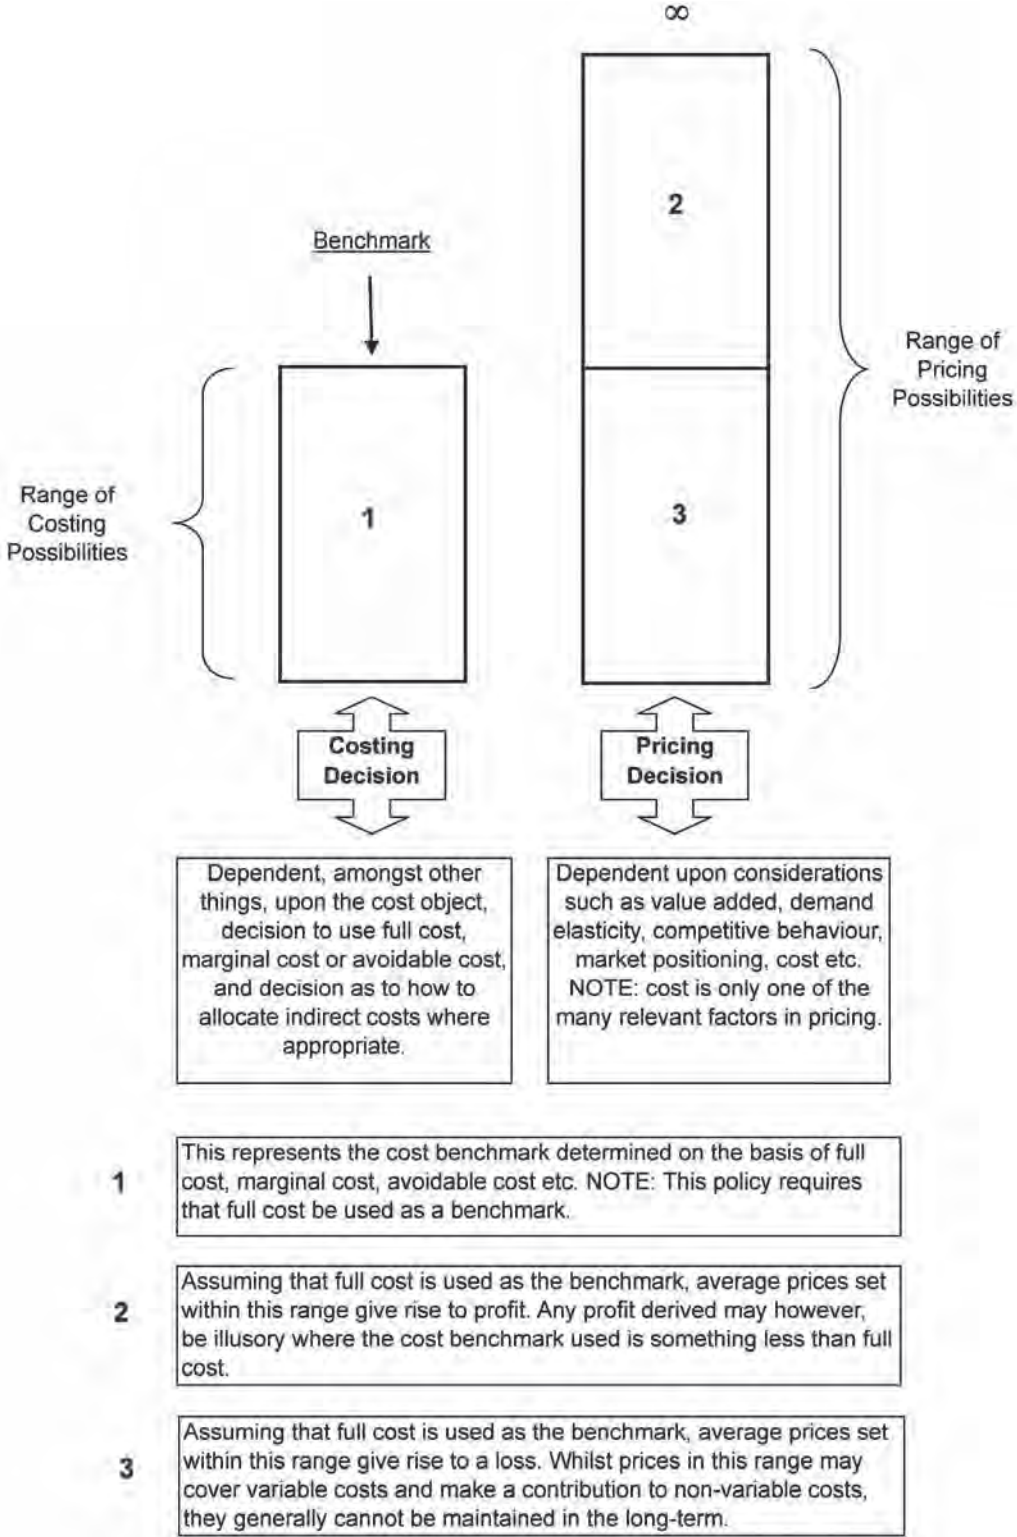 ∞
2
Benchmark
Range of
Pricing
Possibilities
Range of
Costing
Possibilities
1
3
Costing
Decision
Pricing
Decision
Dependent, amongst other
things, upon the cost object,
decision to use full cost,
marginal cost or avoidable cost,
and decision as to how to
allocate indirect costs where
appropriate.
Dependent upon considerations
such as value added, demand
elasticity, competitive behaviour,
market positioning, cost etc.
NOTE: cost is only one of the
many relevant factors in pricing.
1
This represents the cost benchmark determined on the basis of full
cost, marginal cost, avoidable cost etc. NOTE: This policy requires
that full cost be used as a benchmark.
2
Assuming that full cost is used as the benchmark, average prices set
within this range give rise to profit. Any profit derived may however,
be illusory where the cost benchmark used is something less than full
cost.
3
Assuming that full cost is used as the benchmark, average prices set
within this range give rise to a loss. Whilst prices in this range may
cover variable costs and make a contribution to non-variable costs,
they generally cannot be maintained in the long-term.